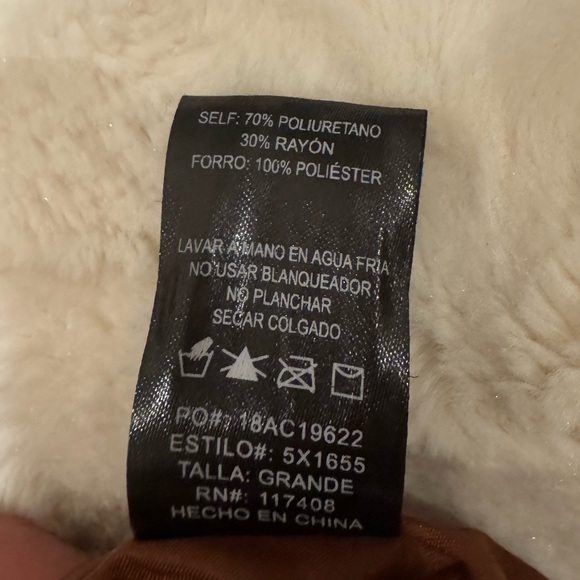 SELF: 70% POLIURETANO
30% RAYÓN
FORRO: 100% POLIÉSTER
LAVAR A MANO EN AGUA FRIA
NO USAR BLANQUEADOR
NO PLANCHAR
SECAR COLGADO
PO#: 18AC19622
ESTILO#: 5X1655
TALLA: GRANDE
RN#: 117408
HECHO EN CHINA